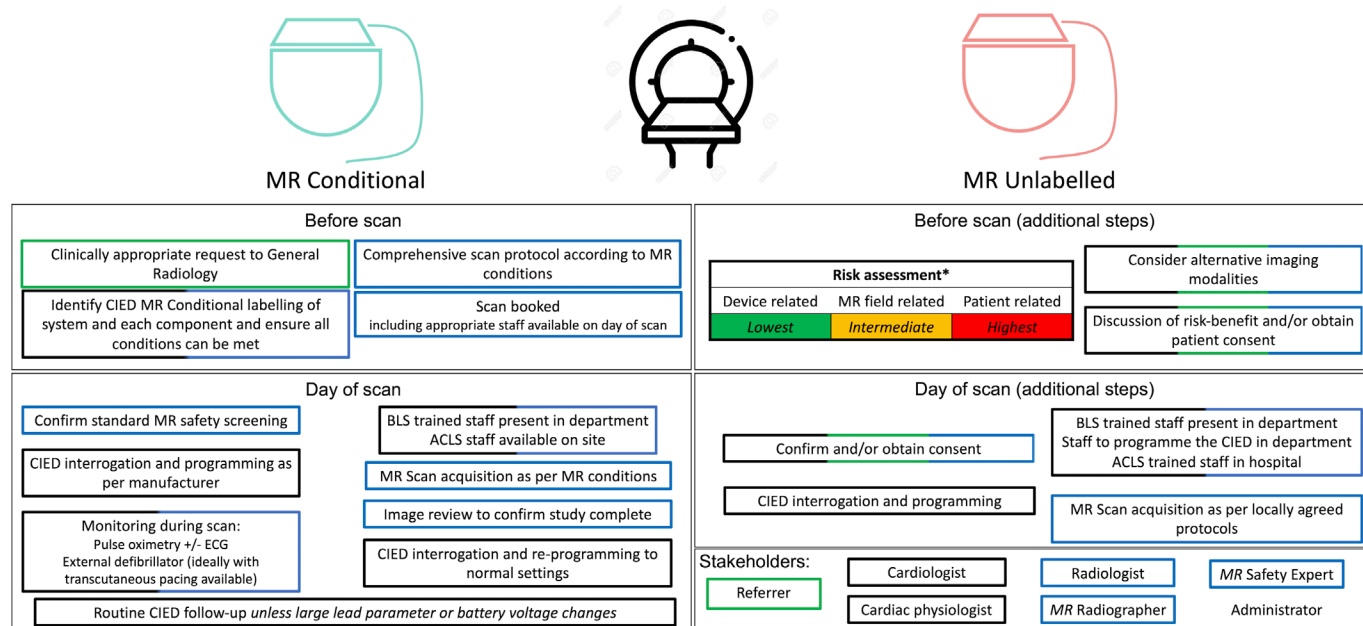 MR Conditional
MR Unlabelled
Before scan
Clinically appropriate request to General
Radiology
Identify CIED MR Conditional labelling of
system and each component and ensure all
conditions can be met
Comprehensive scan protocol according to MR
conditions
Scan booked
including appropriate staff available on day of scan
Day of scan
Confirm standard MR safety screening
CIED interrogation and programming as
per manufacturer
Monitoring during scan:
Pulse oximetry +/- ECG
External defibrillator (ideally with
transcutaneous pacing available)
BLS trained staff present in department
ACLS staff available on site
MR Scan acquisition as per MR conditions
Image review to confirm study complete
CIED interrogation and re-programming to
normal settings
Routine CIED follow-up unless large lead parameter or battery voltage changes
Before scan (additional steps)
Risk assessment*
Device related MR field related Patient related
Lowest Intermediate Highest
Consider alternative imaging
modalities
Discussion of risk-benefit and/or obtain
patient consent
Day of scan (additional steps)
Confirm and/or obtain consent
CIED interrogation and programming
BLS trained staff present in department
Staff to programme the CIED in department
ACLS trained staff in hospital
MR Scan acquisition as per locally agreed
protocols
Stakeholders:
Referrer
Cardiologist
Cardiac physiologist
Radiologist
MR Radiographer
MR Safety Expert
Administrator